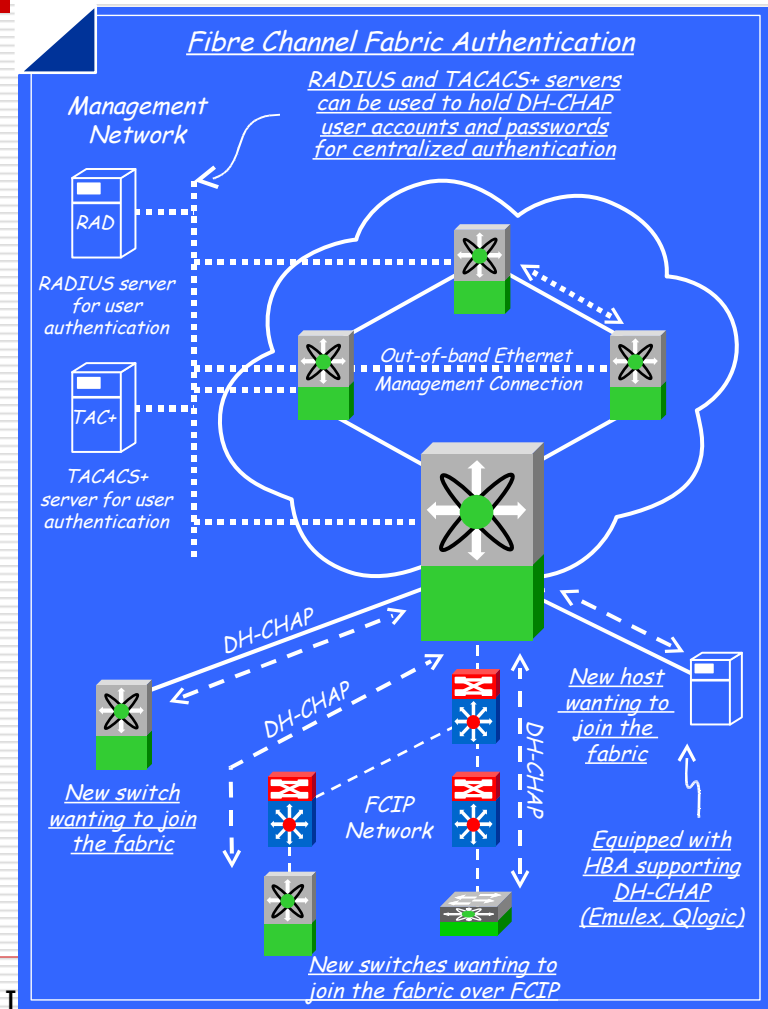 Fibre Channel Fabric Authentication
RADIUS and TACACS+ servers
can be used to hold DH-CHAP
user accounts and passwords
for centralized authentication
Management
Network
RAD
RADIUS server
for user
authentication
TAC+
TACACS+
server for user
authentication
Out-of-band Ethernet
Management Connection
DH-CHAP
DH-CHAP
DH-CHAP
New switch
wanting to join
the fabric
FCIP
Network
New host
wanting to
join the
fabric
Equipped with
HBA supporting
DH-CHAP
(Emulex, Qlogic)
New switches wanting to
join the fabric over FCIP
T